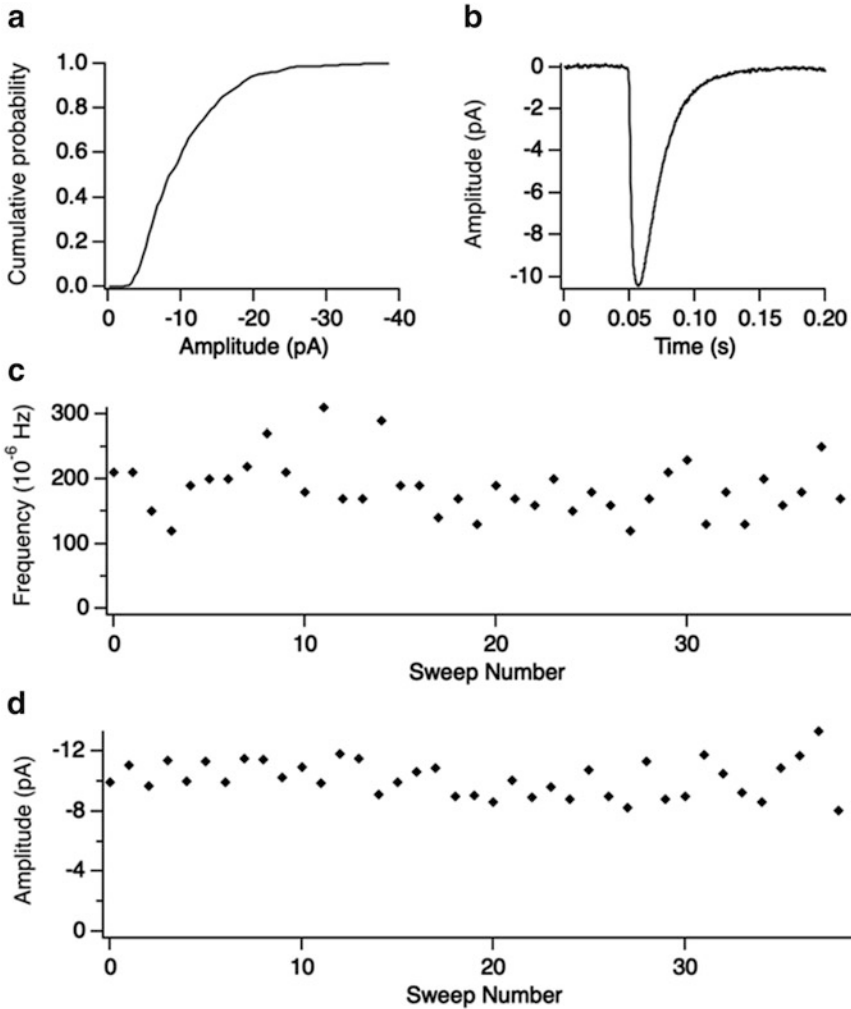 a
Cumulative probability
1.0
0.8
0.6
0.4
0.2
0.0
0 -10 -20 -30 -40
Amplitude (pA)
b
Amplitude (pA)
0
-2
-4
-6
-8
-10
0 0.05 0.10 0.15 0.20
Time (s)
c
Frequency (10⁻⁶ Hz)
300
200
100
0
0 10 20 30
Sweep Number
d
Amplitude (pA)
-12
-8
-4
0
0 10 20 30
Sweep Number